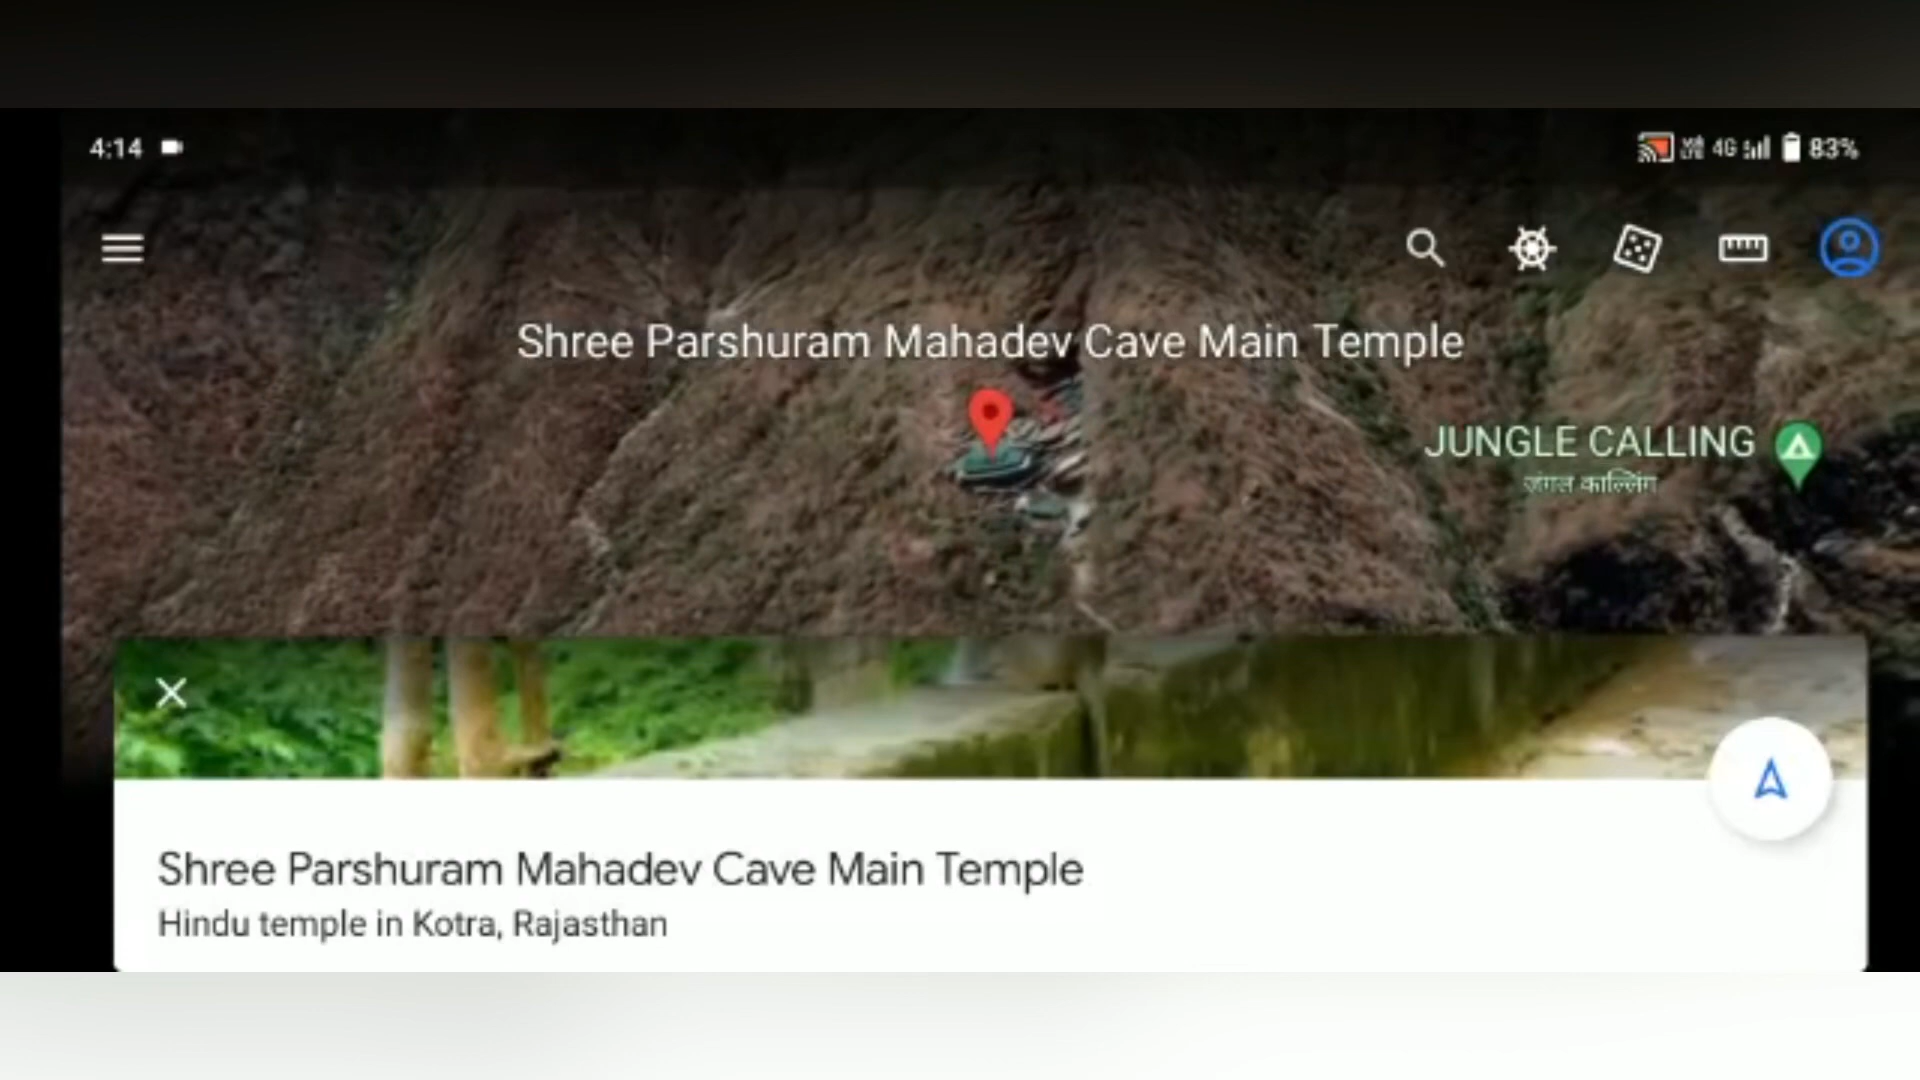 4:14
4G 83%
Shree Parshuram Mahadev Cave Main Temple
JUNGLE CALLING
जंगल काल्लिंग
Shree Parshuram Mahadev Cave Main Temple
Hindu temple in Kotra, Rajasthan